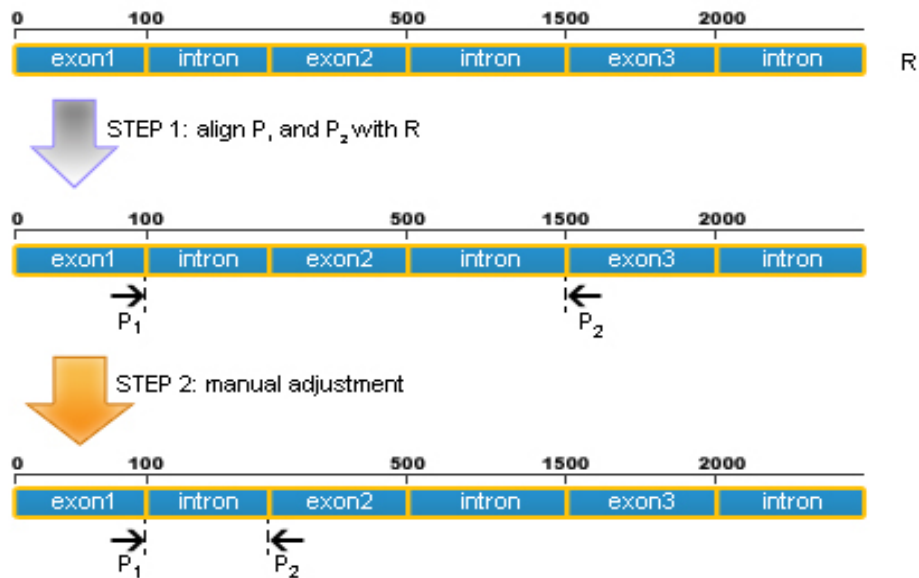 0 100 500 1500 2000
exon1 intron exon2 intron exon3 intron R
STEP 1: align P₁ and P₂ with R
0 100 500 1500 2000
exon1 intron exon2 intron exon3 intron
P₁ P₂
STEP 2: manual adjustment
0 100 500 1500 2000
exon1 intron exon2 intron exon3 intron
P₁ P₂